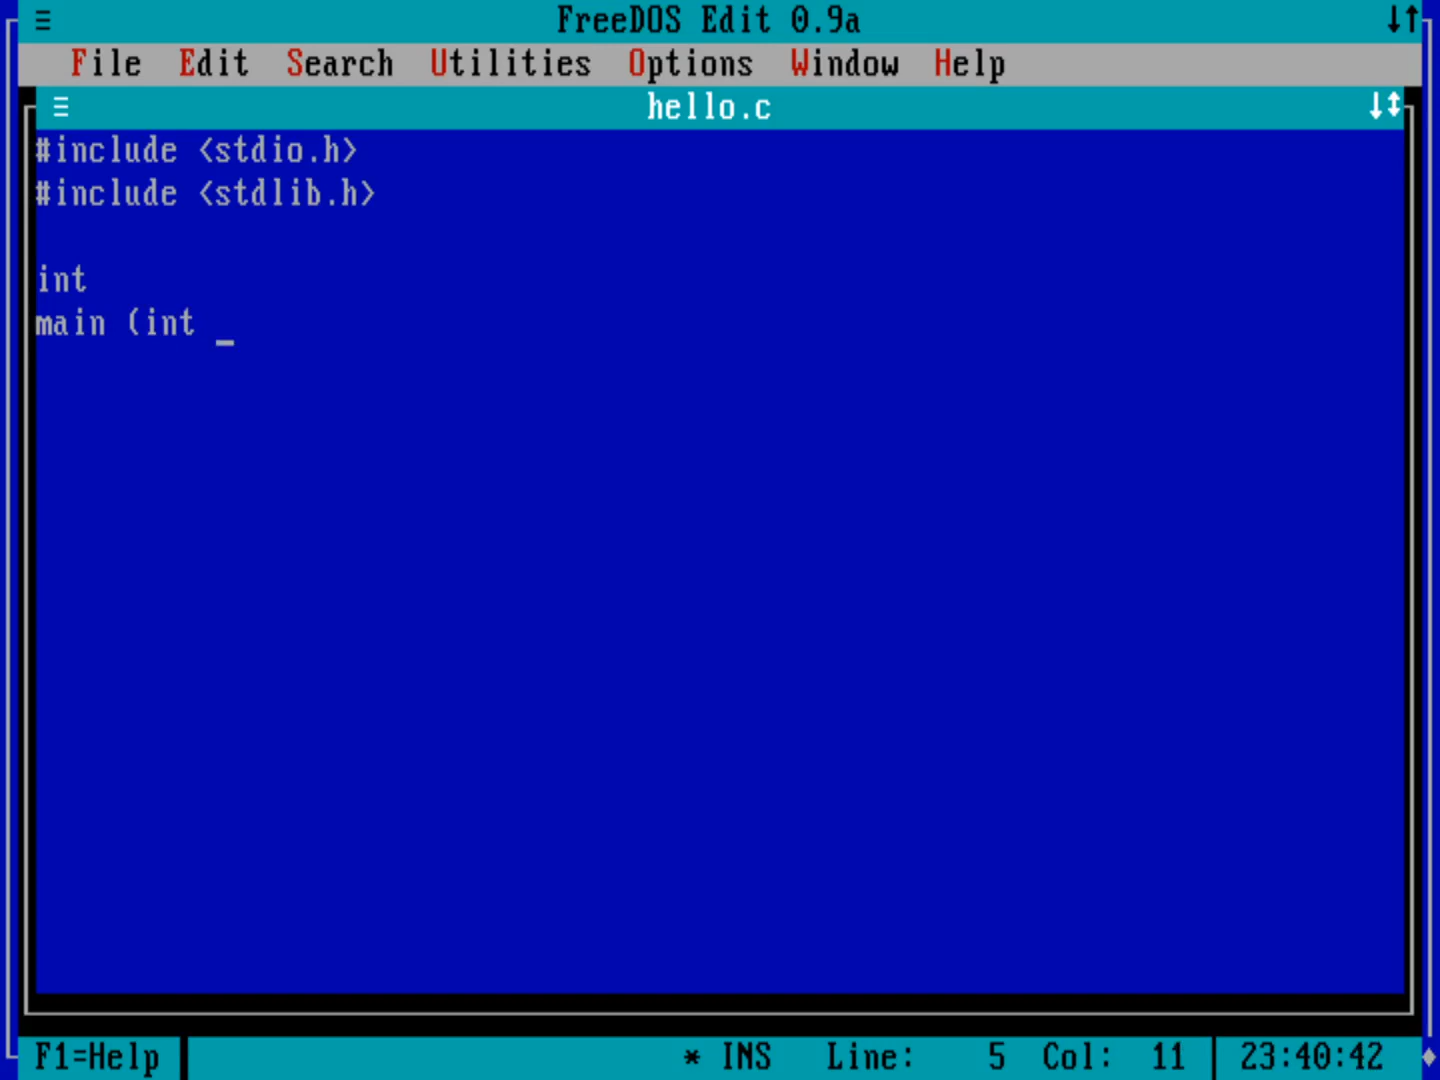 ≡ FreeDOS Edit 0.9a ↓↑
File Edit Search Utilities Options Window Help
≡ hello.c ↓↕
#include <stdio.h>
#include <stdlib.h>
int
main (int _
F1=Help * INS Line: 5 Col: 11 23:40:42